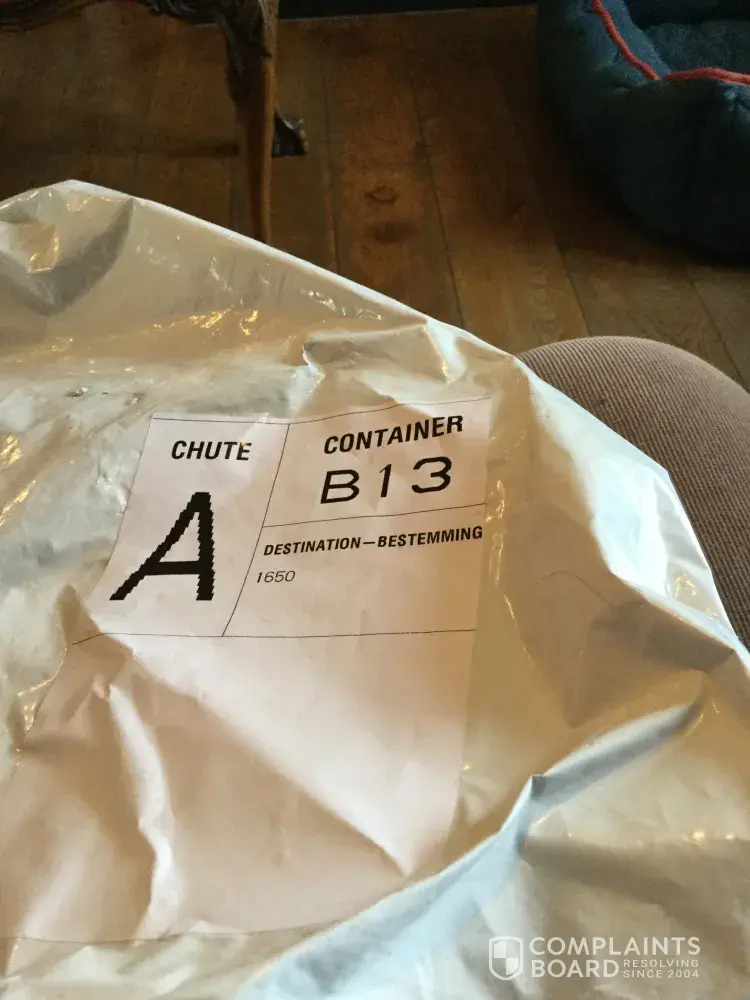 CHUTE
A
CONTAINER
B13
DESTINATION—BESTEMMING
1650
COMPLAINTS
BOARD RESOLVING
SINCE 2004